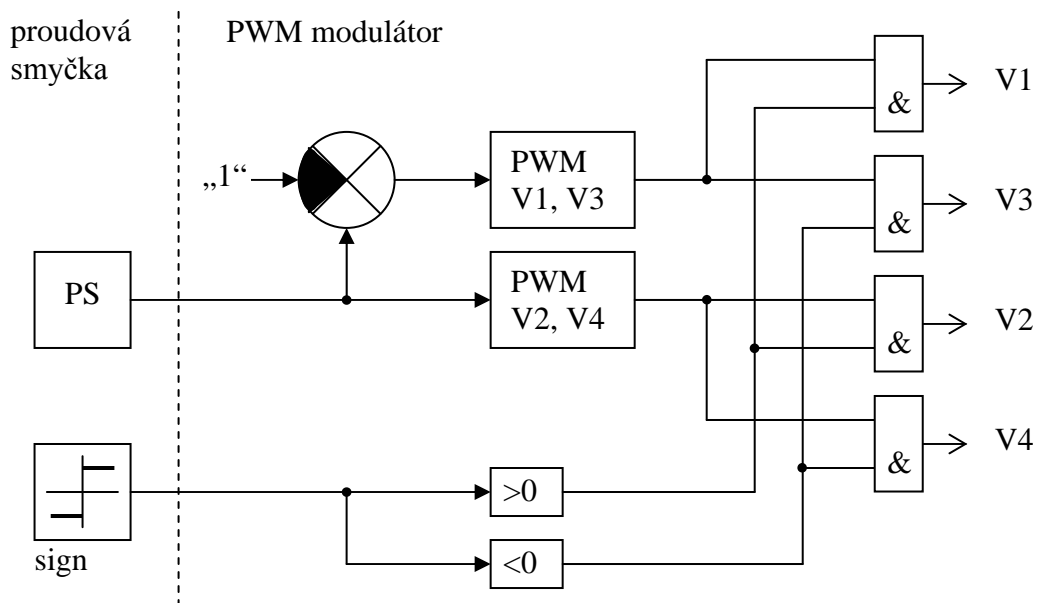 proudová
smyčka
PWM modulátor
V1
&
„1“
PWM
V1, V3
V3
&
PS
PWM
V2, V4
V2
&
V4
&
>0
sign
<0